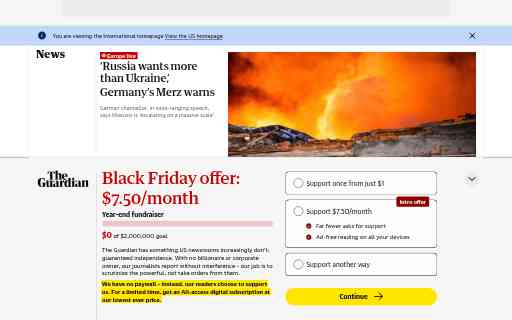 You are viewing the International homepage View the US homepage
News
Europe live
'Russia wants more
than Ukraine,'
Germany's Merz warns
German chancellor, in wide-ranging speech,
says Moscow is 'escalating on a massive scale'
The
Guardian
Black Friday offer:
$7.50/month
Year-end fundraiser
$0 of $2,000,000 goal
The Guardian has something US newsrooms increasingly don't:
guaranteed independence. With no billionaire or corporate
owner, our journalists report without interference – our job is to
scrutinise the powerful, not take orders from them.
We have no paywall – instead, our readers choose to support
us. For a limited time, get an All-access digital subscription at
our lowest ever price.
Support once from just $1
Intro offer
Support $7.50/month
Far fewer asks for support
Ad-free reading on all your devices
Support another way
Continue